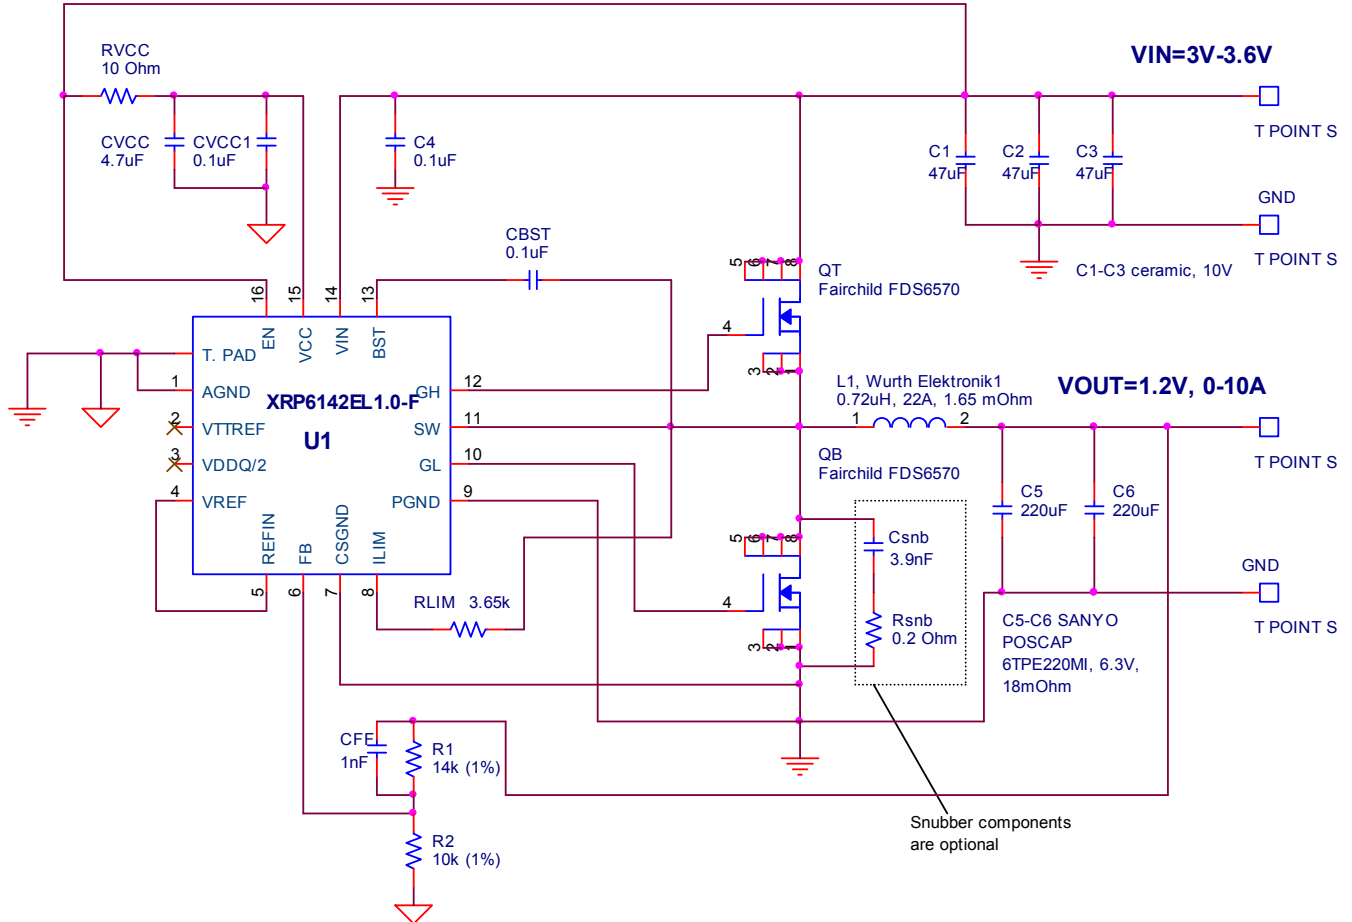 RVCC
10 Ohm
VIN=3V-3.6V
T POINT S
CVCC
4.7uF
CVCC1
0.1uF
C4
0.1uF
C1
47uF
C2
47uF
C3
47uF
GND
T POINT S
C1-C3 ceramic, 10V
CBST
0.1uF
5
6
7
8
QT
Fairchild FDS6570
4
3
2
1
16
15
14
13
EN
VCC
VIN
BST
T. PAD
1
AGND
2
VTTREF
3
VDDQ/2
4
VREF
XRP6142EL1.0-F
U1
GH
12
SW
11
GL
10
PGND
9
REFIN
FB
CSGND
ILIM
5
6
7
8
L1, Wurth Elektronik1
0.72uH, 22A, 1.65 mOhm
1
2
VOUT=1.2V, 0-10A
T POINT S
QB
Fairchild FDS6570
5
6
7
8
4
3
2
1
Csnb
3.9nF
Rsnb
0.2 Ohm
C5
220uF
C6
220uF
GND
T POINT S
C5-C6 SANYO
POSCAP
6TPE220MI, 6.3V,
18mOhm
RLIM 3.65k
CFF
1nF
R1
14k (1%)
R2
10k (1%)
Snubber components
are optional